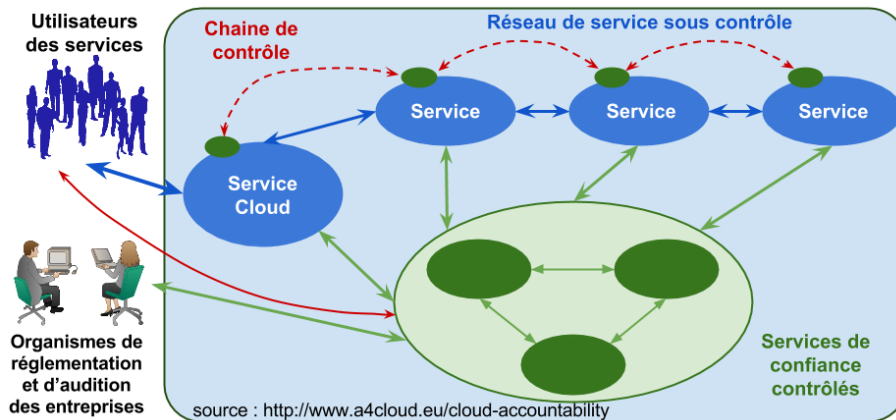 Utilisateurs
des services
Chaine de
contrôle
Réseau de service sous contrôle
Service
Service
Service
Service
Cloud
Organismes de
réglementation
et d'audition
des entreprises
Services de
confiance
contrôlés
source : http://www.a4cloud.eu/cloud-accountability